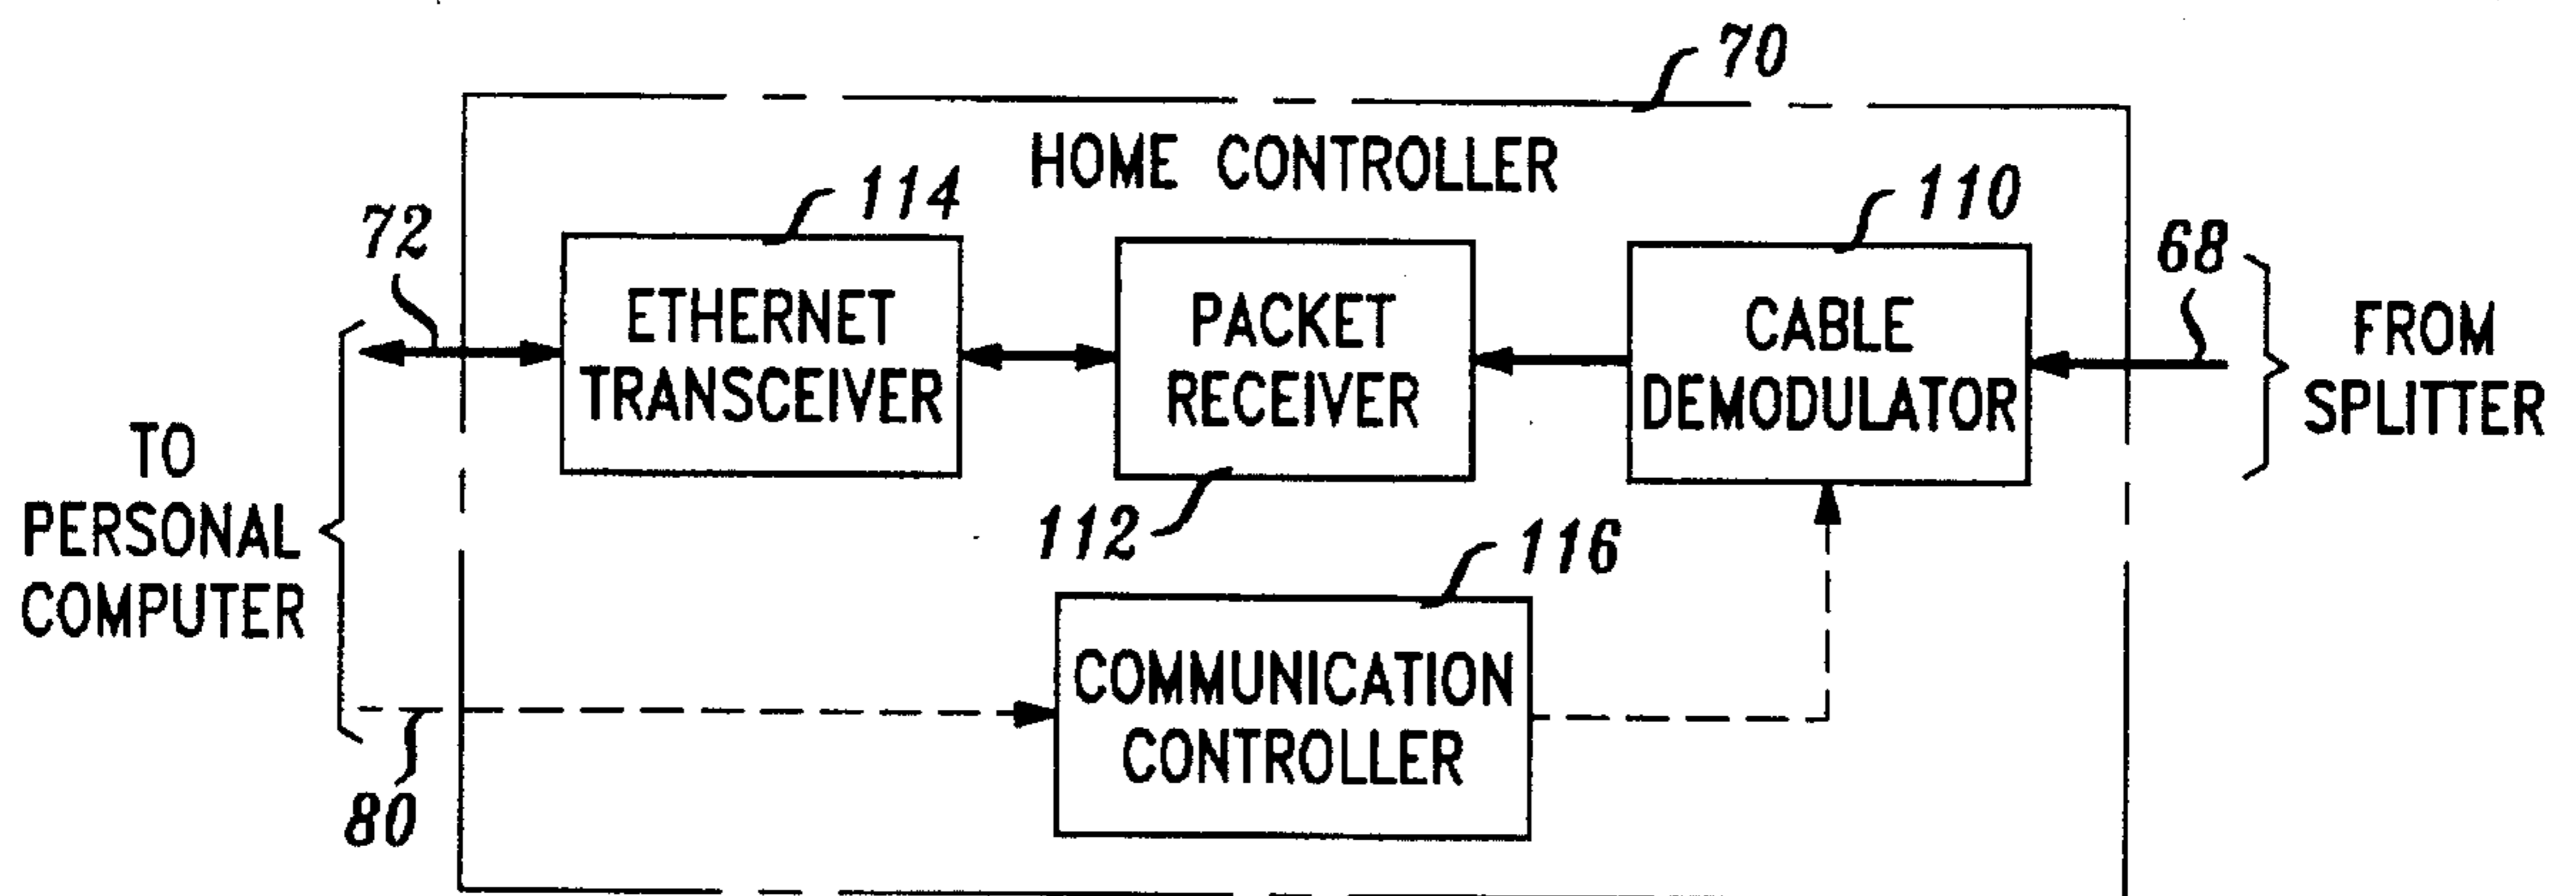 70
HOME CONTROLLER
114
110
72
68
ETHERNET
TRANSCEIVER
PACKET
RECEIVER
CABLE
DEMODULATOR
FROM
SPLITTER
TO
PERSONAL
COMPUTER
112
116
COMMUNICATION
CONTROLLER
80